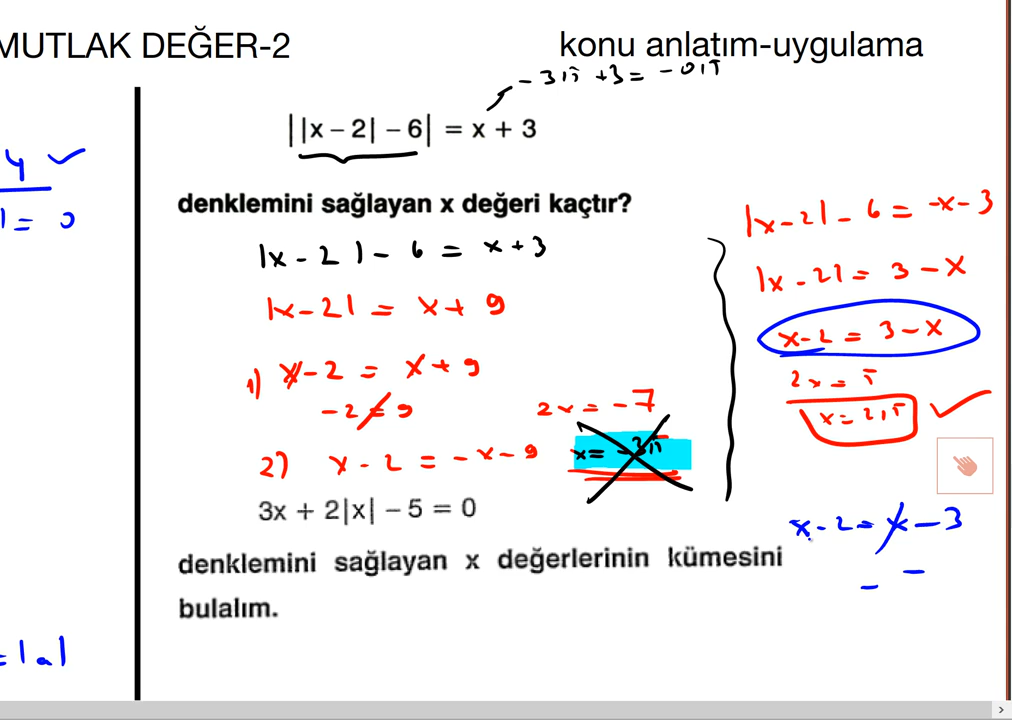 MUTLAK DEĞER-2
konu anlatım-uygulama
-3,5 +3 = -0,5
||x – 2| – 6| = x + 3
denklemini sağlayan x değeri kaçtır?
|x - 2| - 6 = x + 3
|x - 2| = x + 9
1) x - 2 = x + 9
-2 ≠ 9
2) x - 2 = -x - 9
2x = -7
x = -3,5
|x - 2| - 6 = -x - 3
|x - 2| = 3 - x
x - 2 = 3 - x
2x = 5
x = 2,5
x - 2 = x - 3
3x + 2|x| – 5 = 0
denklemini sağlayan x değerlerinin kümesini
bulalım.
4
| = 0
= |a|